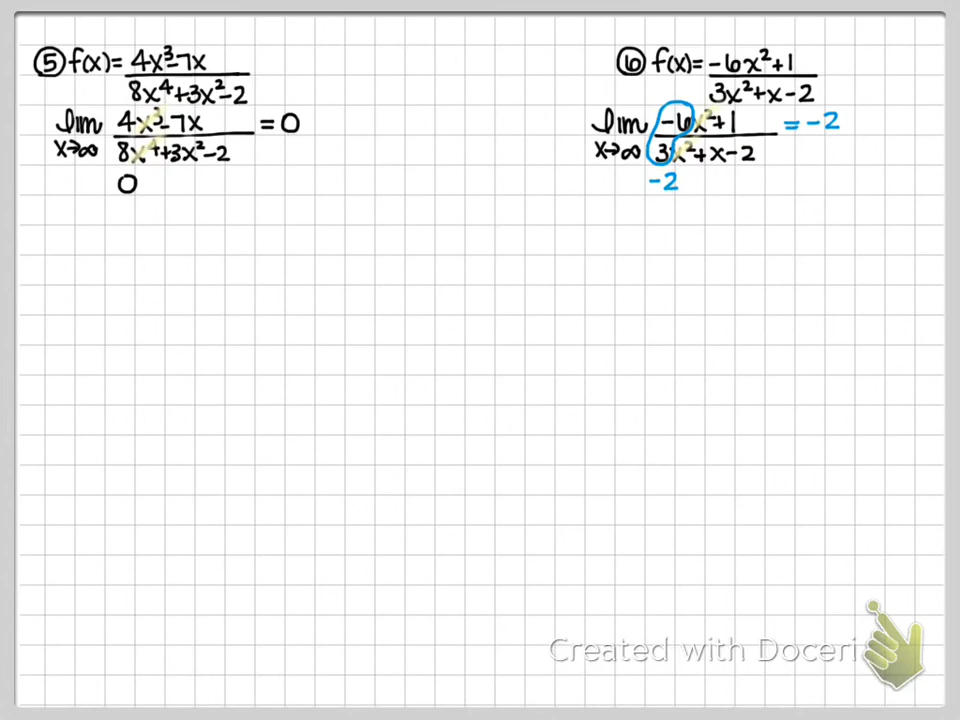 ⑤ f(x) = 4x³-7x
8x⁴+3x²-2
lim 4x³-7x = 0
x→∞ 8x⁴+3x²-2
0
⑥ f(x) = -6x²+1
3x²+x-2
lim -6x²+1 = -2
x→∞ 3x²+x-2
-2
Created with Doceri